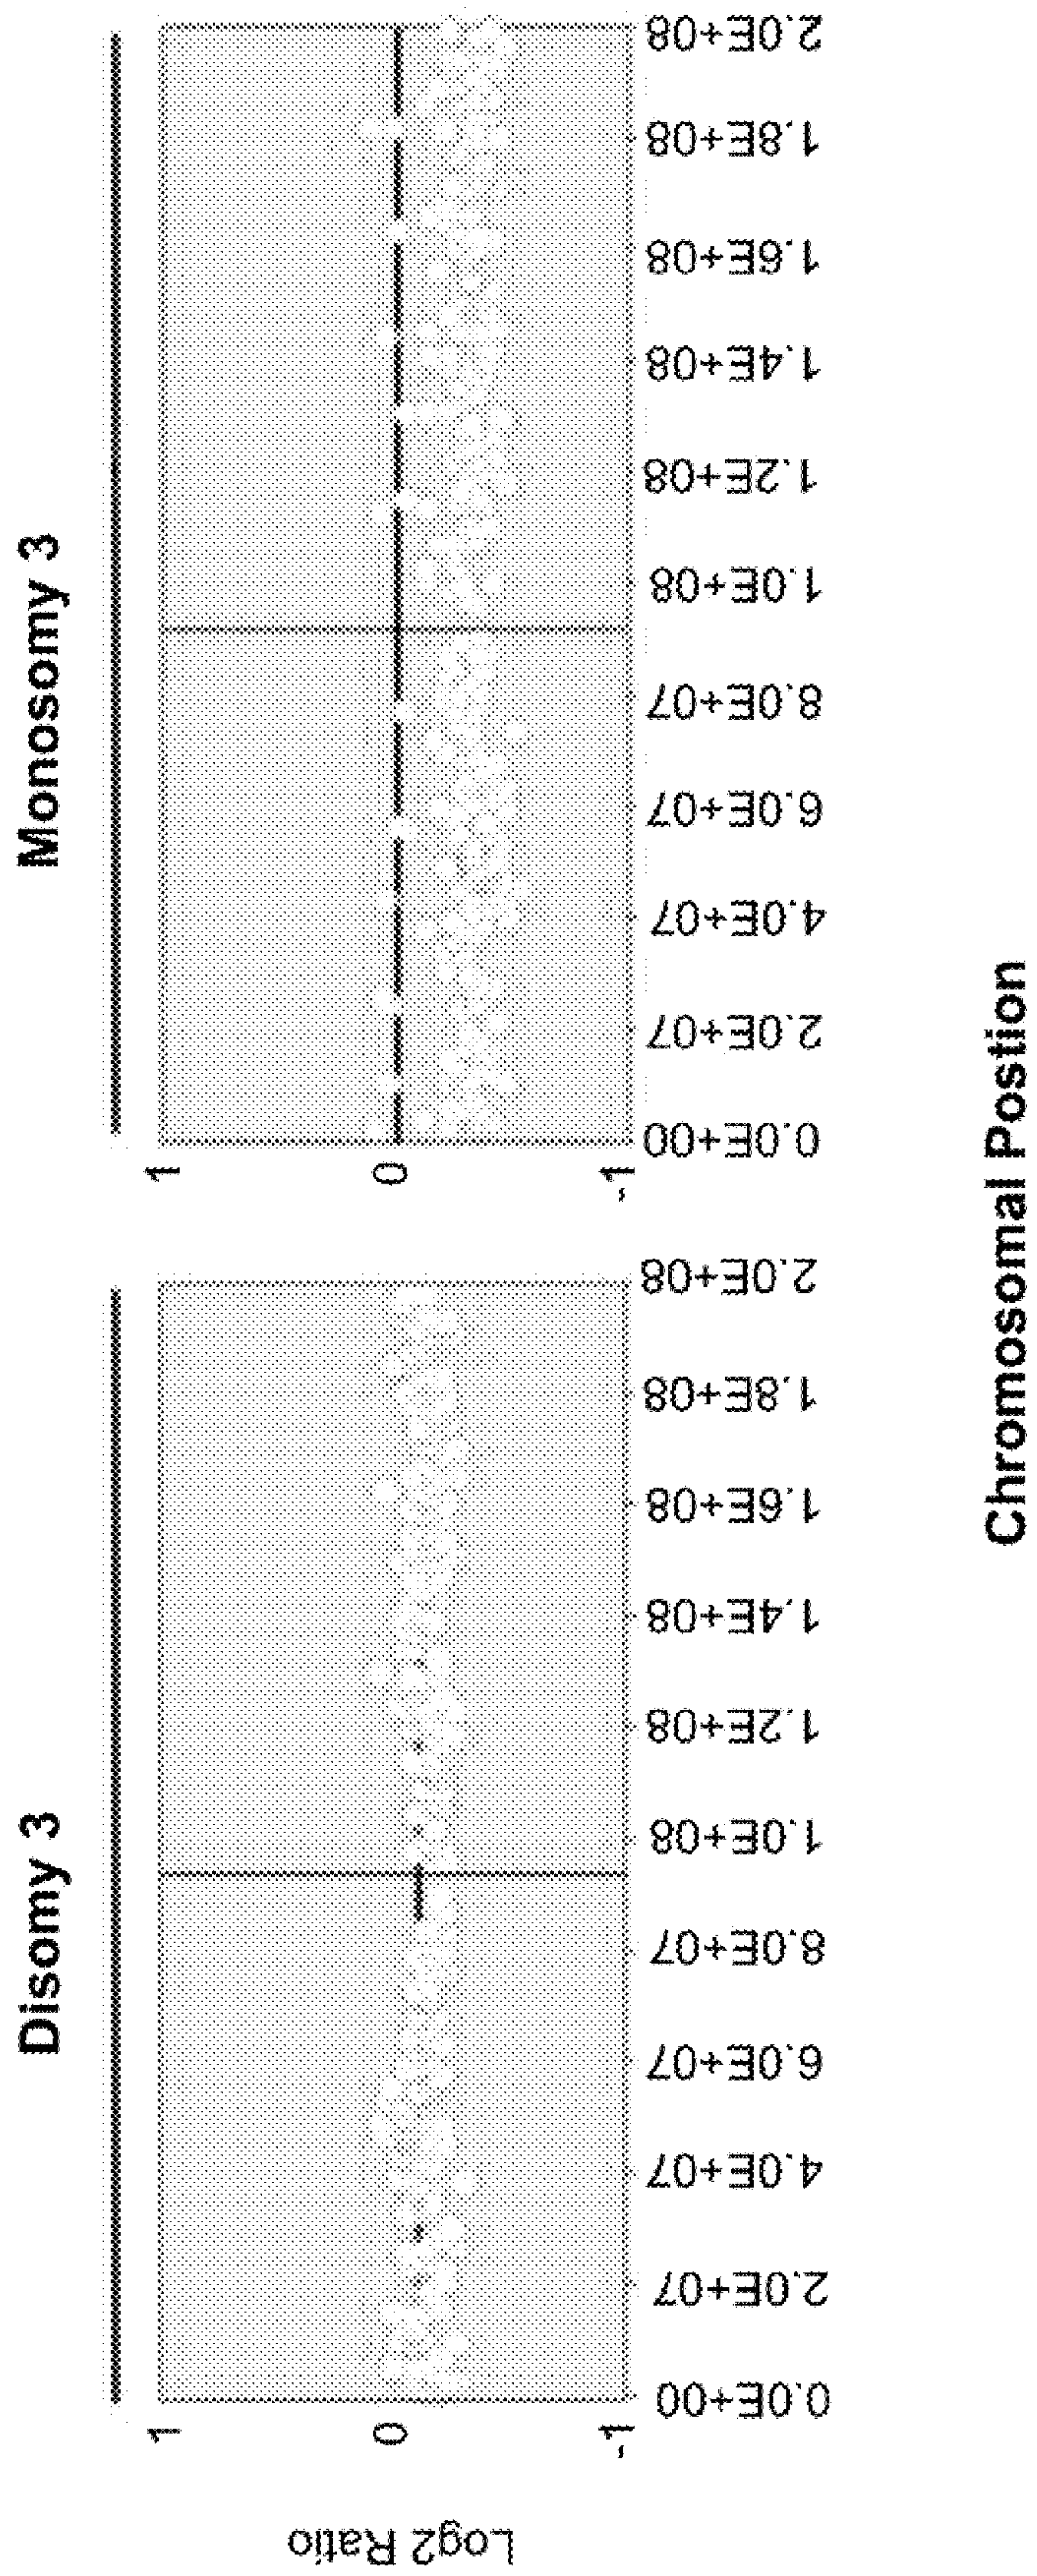 Disomy 3
Monosomy 3
Log2 Ratio
1
0
-1
0.0E+00
2.0E+07
4.0E+07
6.0E+07
8.0E+07
1.0E+08
1.2E+08
1.4E+08
1.6E+08
1.8E+08
2.0E+08
1
0
-1
0.0E+00
2.0E+07
4.0E+07
6.0E+07
8.0E+07
1.0E+08
1.2E+08
1.4E+08
1.6E+08
1.8E+08
2.0E+08
Chromosomal Postion